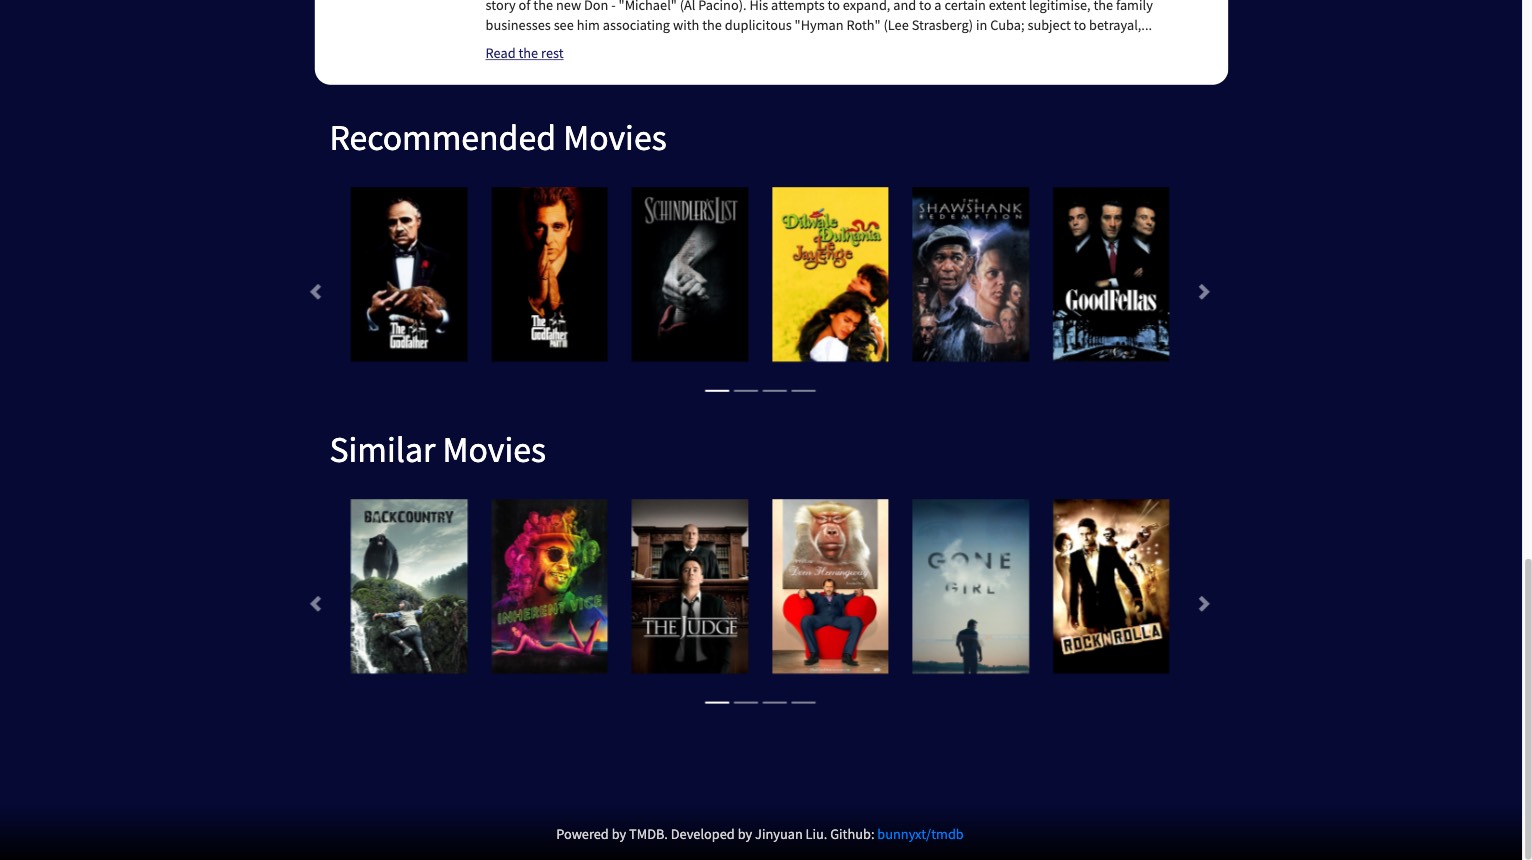 story of the new Don - "Michael" (Al Pacino). His attempts to expand, and to a certain extent legitimise, the family
businesses see him associating with the duplicitous "Hyman Roth" (Lee Strasberg) in Cuba; subject to betrayal,...
Read the rest
Recommended Movies
The Godfather
The Godfather PART III
SCHINDLER'S LIST
Dilwale Dulhania Le Jayenge
THE SHAWSHANK REDEMPTION
GoodFellas
Similar Movies
BACKCOUNTRY
INHERENT VICE
THE JUDGE
Dom Hemingway
GONE GIRL
ROCKNROLLA
Powered by TMDB. Developed by Jinyuan Liu. Github: bunnyxt/tmdb